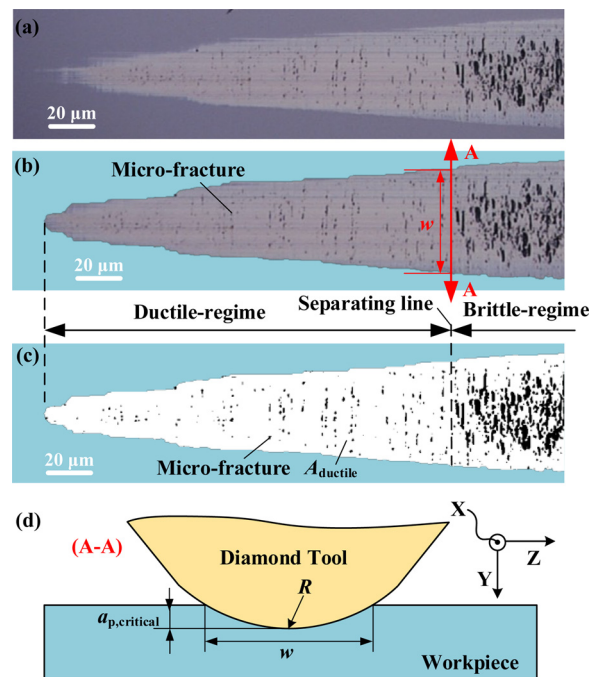 (a)
20 μm
A
(b)
Micro-fracture
w
20 μm
A
Separating line
Ductile-regime
Brittle-regime
(c)
20 μm
Micro-fracture
Aductile
(d)
(A-A)
Diamond Tool
X
Z
Y
R
ap,critical
w
Workpiece